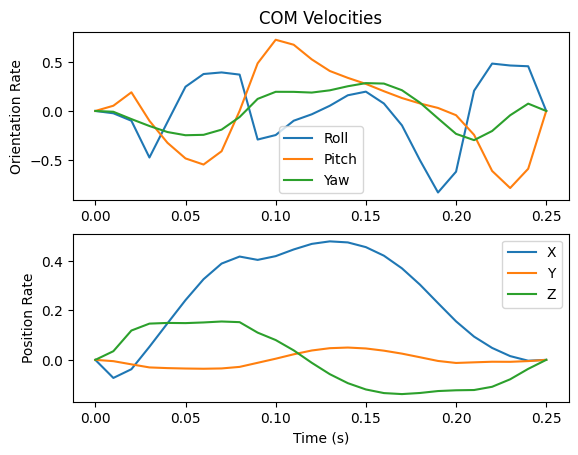 COM Velocities
Orientation Rate
0.5
0.0
−0.5
Roll
Pitch
Yaw
0.00 0.05 0.10 0.15 0.20 0.25
Position Rate
0.4
0.2
0.0
X
Y
Z
0.00 0.05 0.10 0.15 0.20 0.25
Time (s)